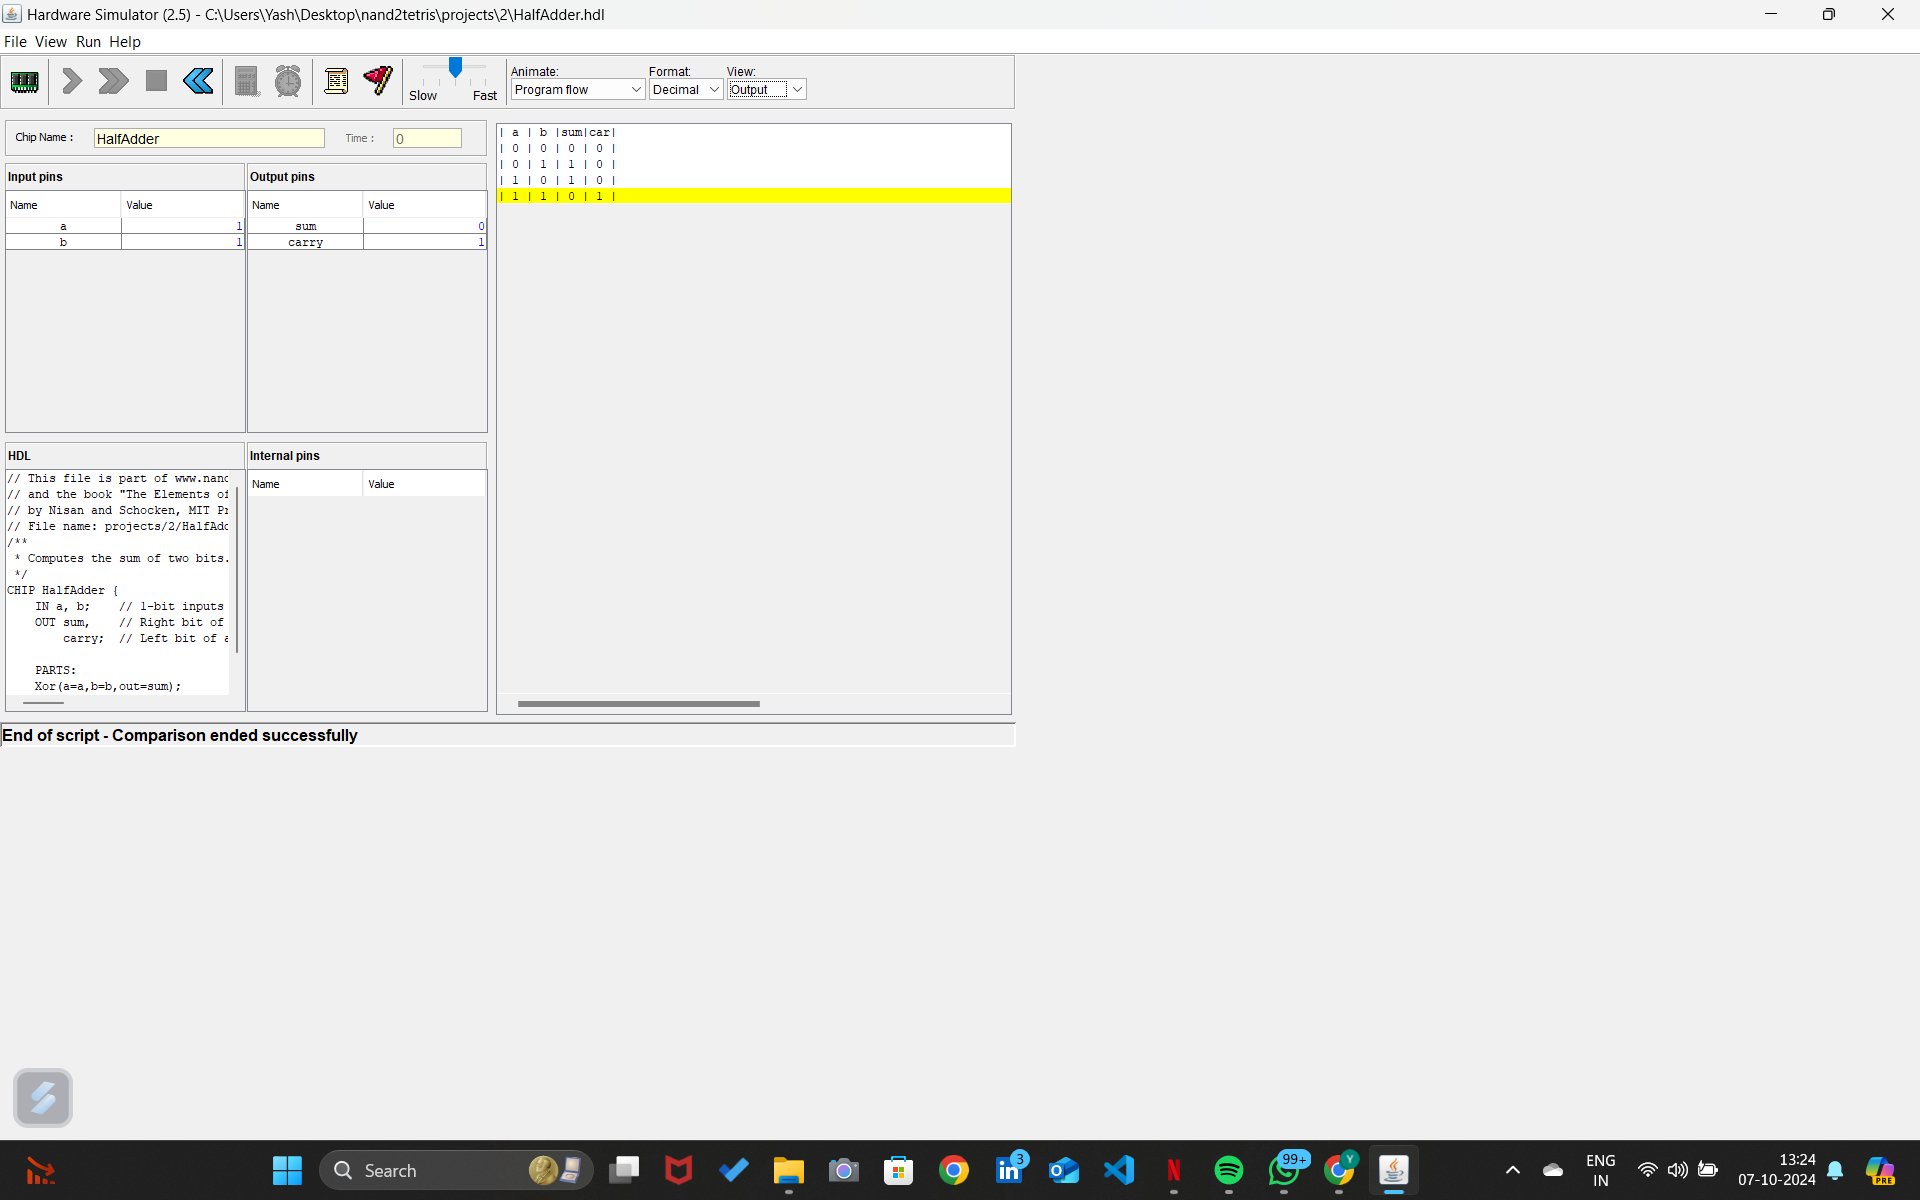 Hardware Simulator (2.5) - C:\Users\Yash\Desktop\nand2tetris\projects\2\HalfAdder.hdl
File View Run Help
Slow Fast
Animate: Format: View:
Program flow Decimal Output
Chip Name : HalfAdder Time : 0
Input pins Output pins
Name Value Name Value
a 1 sum 0
b 1 carry 1
| a | b |sum|car|
| 0 | 0 | 0 | 0 |
| 0 | 1 | 1 | 0 |
| 1 | 0 | 1 | 0 |
| 1 | 1 | 0 | 1 |
HDL
// This file is part of www.nand
// and the book "The Elements of
// by Nisan and Schocken, MIT Pr
// File name: projects/2/HalfAdd
/**
* Computes the sum of two bits.
*/
CHIP HalfAdder {
IN a, b; // 1-bit inputs
OUT sum, // Right bit of
carry; // Left bit of a
PARTS:
Xor(a=a,b=b,out=sum);
Internal pins
Name Value
End of script - Comparison ended successfully
Search
3
99+
Y
PRE
ENG
IN
13:24
07-10-2024